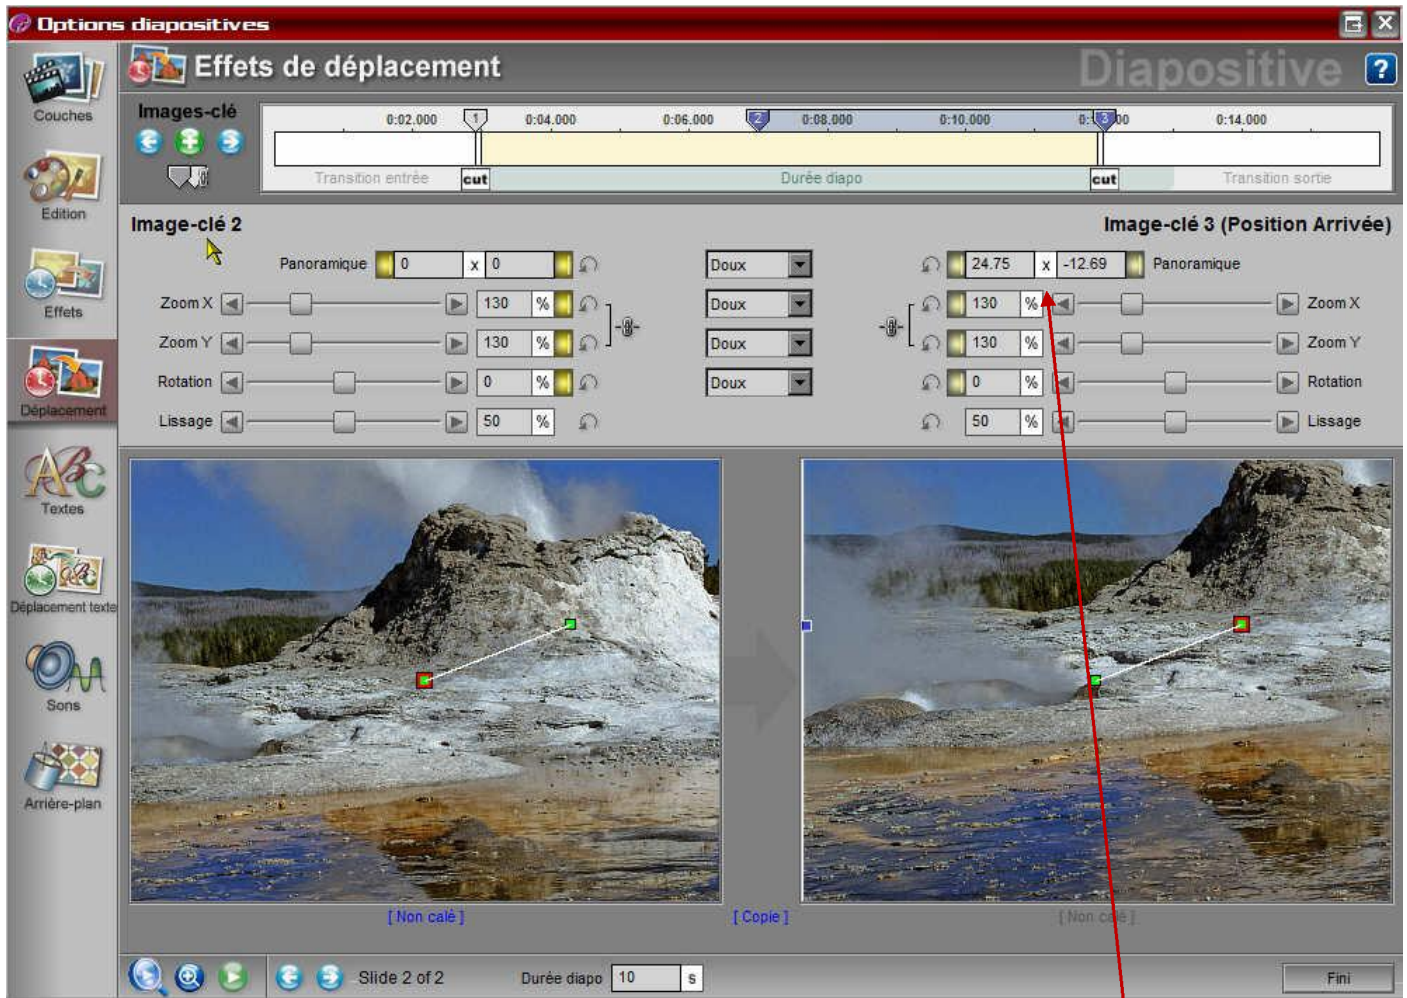 Options diapositives
Effets de déplacement
Diapositive
?
Couches
Images-clé
0:02.000 1 0:04.000 0:06.000 2 0:08.000 0:10.000 3 0:14.000
Transition entrée cut Durée diapo cut Transition sortie
Edition
Image-clé 2
Image-clé 3 (Position Arrivée)
Panoramique 0 x 0 Doux 24.75 x -12.69 Panoramique
Effets
Zoom X 130 % Doux 130 % Zoom X
Zoom Y 130 % Doux 130 % Zoom Y
Rotation 0 % Doux 0 % Rotation
Déplacement
Lissage 50 % 50 % Lissage
ABC
Textes
Déplacement texte
Sons
Arrière-plan
[ Non calé ] [ Copie ] [ Non calé ]
Slide 2 of 2 Durée diapo 10 s Fini